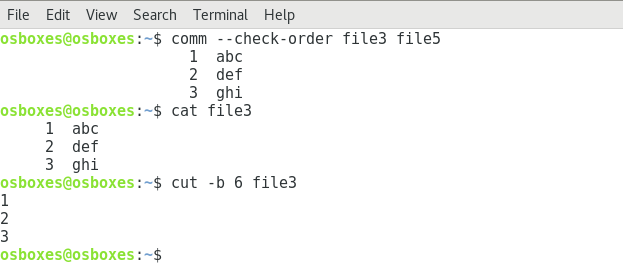 File Edit View Search Terminal Help
osboxes@osboxes:~$ comm --check-order file3 file5
                     1  abc
                     2  def
                     3  ghi
osboxes@osboxes:~$ cat file3
     1  abc
     2  def
     3  ghi
osboxes@osboxes:~$ cut -b 6 file3
1
2
3
osboxes@osboxes:~$